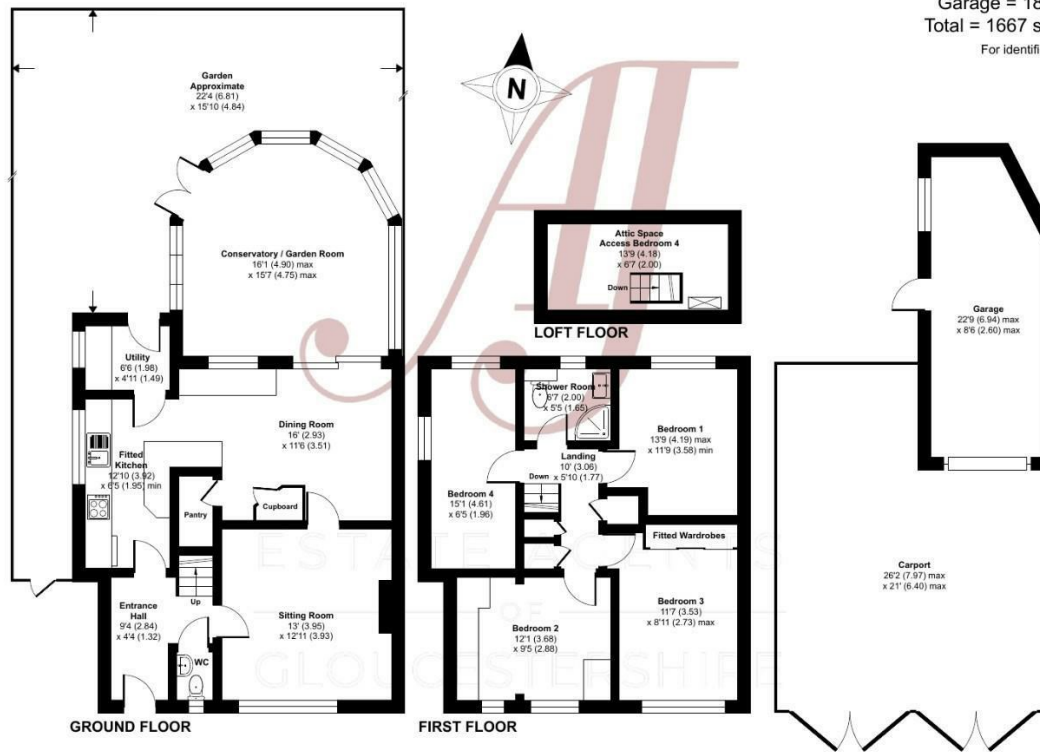 Garage = 18
Total = 1667 s
For identifi
Garden
Approximate
22'4 (6.81)
x 15'10 (4.84)
N
AJ
Conservatory / Garden Room
16'1 (4.90) max
x 15'7 (4.75) max
Attic Space
Access Bedroom 4
13'9 (4.18)
x 6'7 (2.00)
Down
LOFT FLOOR
Garage
22'9 (6.94) max
x 8'6 (2.60) max
Utility
6'6 (1.98)
x 4'11 (1.49)
Dining Room
16' (2.93)
x 11'6 (3.51)
Fitted
Kitchen
12'10 (3.92)
x 6'5 (1.95) min
Pantry
Cupboard
Up
Entrance
Hall
9'4 (2.84)
x 4'4 (1.32)
WC
Sitting Room
13' (3.95)
x 12'11 (3.93)
GROUND FLOOR
Shower Room
6'7 (2.00)
x 5'5 (1.65)
Bedroom 1
13'9 (4.19) max
x 11'9 (3.58) min
Landing
10' (3.06)
x 5'10 (1.77)
Down
Bedroom 4
15'1 (4.61)
x 6'5 (1.96)
Fitted Wardrobes
Bedroom 3
11'7 (3.53)
x 8'11 (2.73) max
Bedroom 2
12'1 (3.68)
x 9'5 (2.88)
FIRST FLOOR
Carport
26'2 (7.97) max
x 21' (6.40) max
ESTATE AGENTS
OF
GLOUCESTERSHIRE